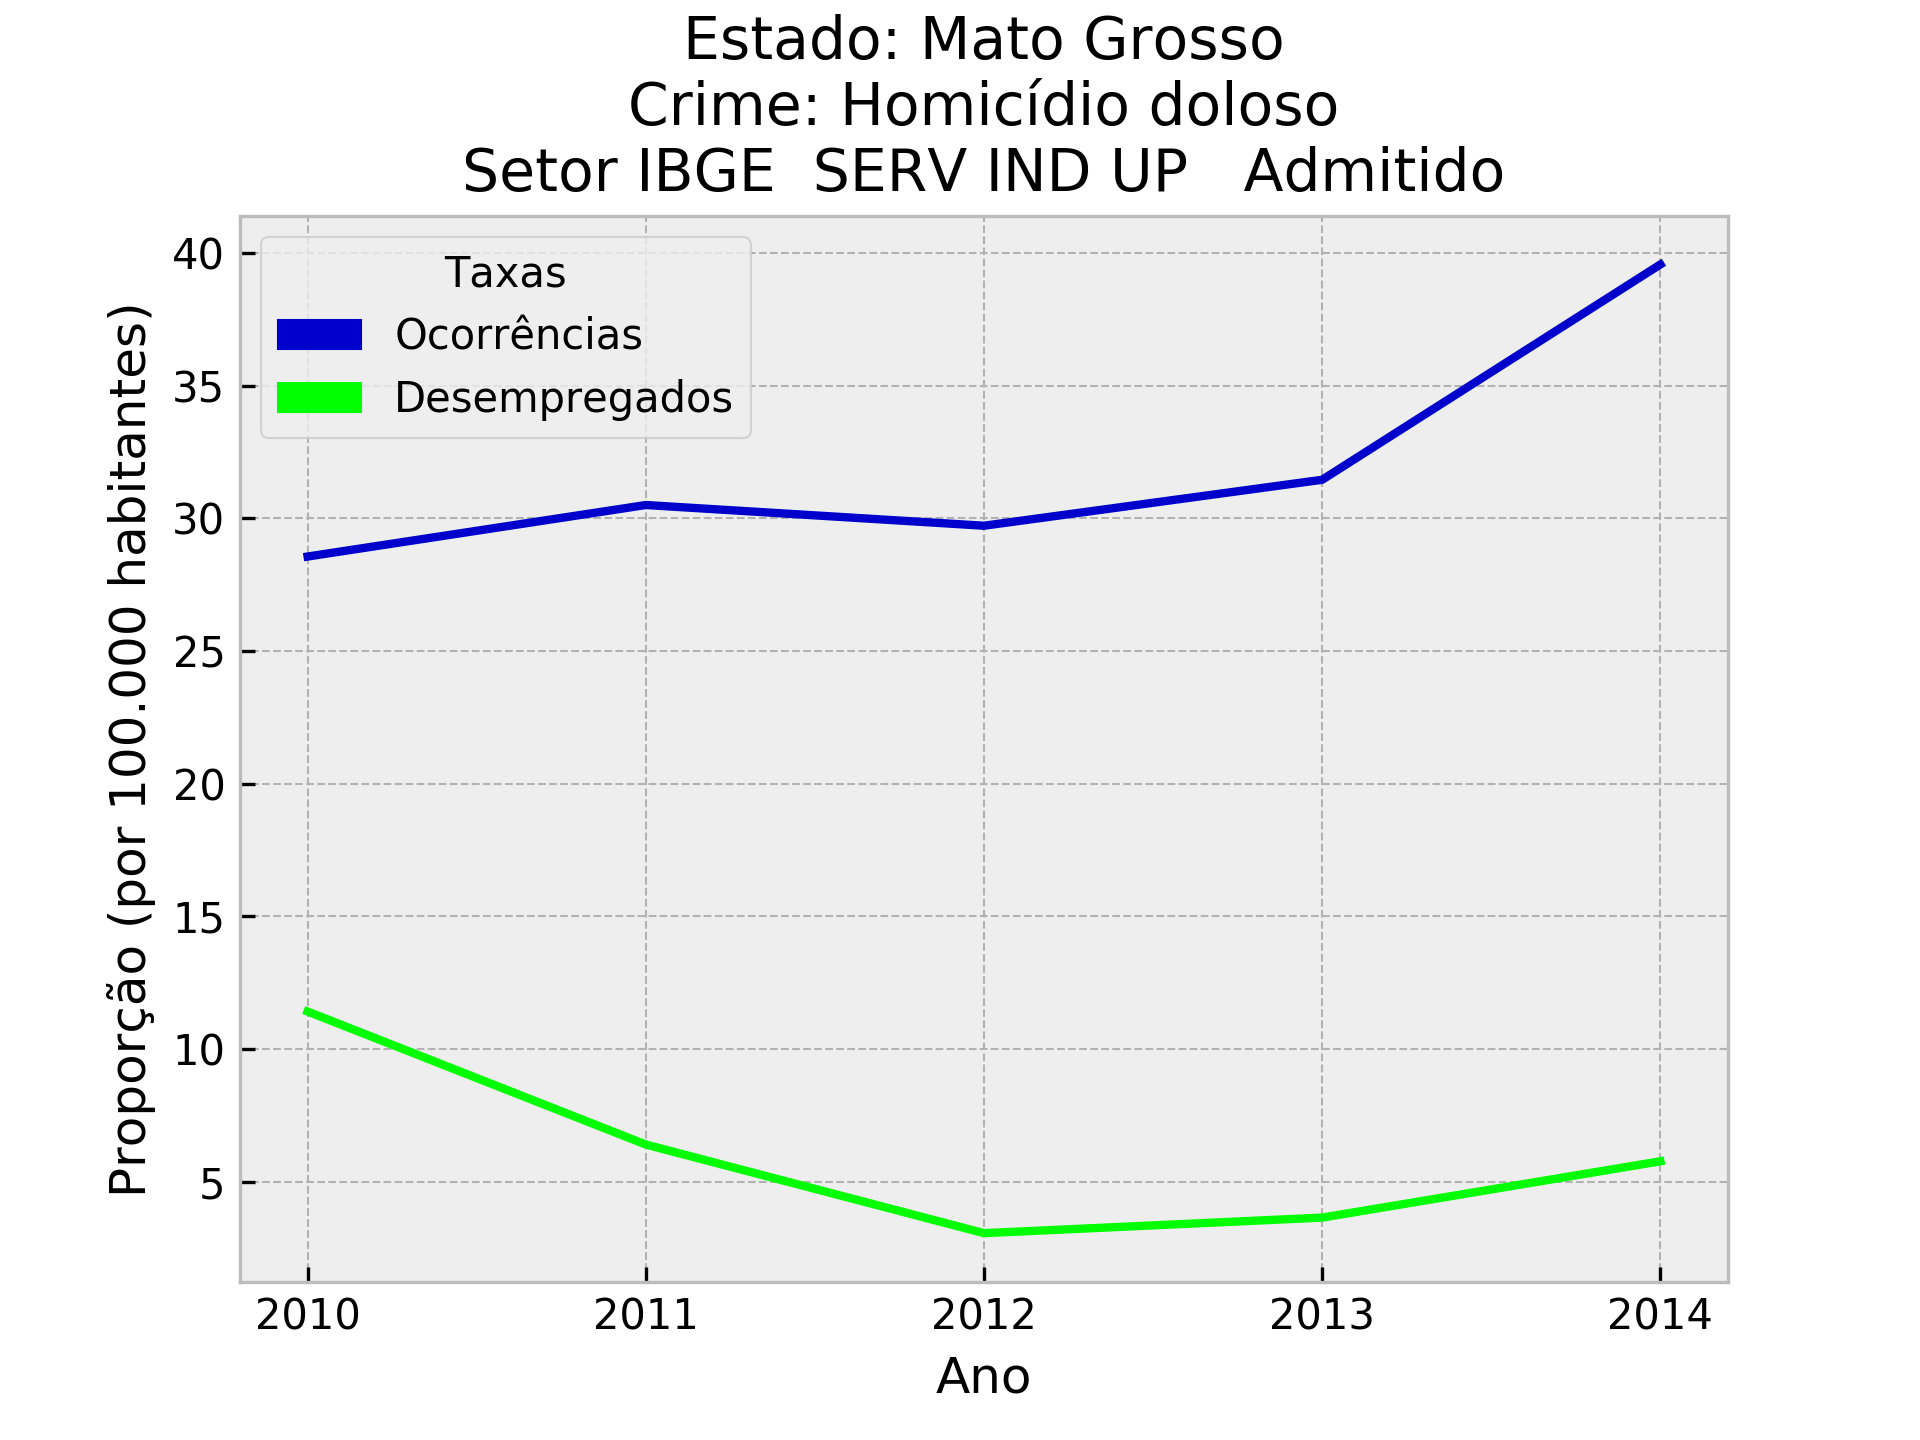 Estado: Mato Grosso
Crime: Homicídio doloso
Setor IBGE  SERV IND UP   Admitido
Proporção (por 100.000 habitantes)
40
35
30
25
20
15
10
5
Taxas
Ocorrências
Desempregados
2010 2011 2012 2013 2014
Ano